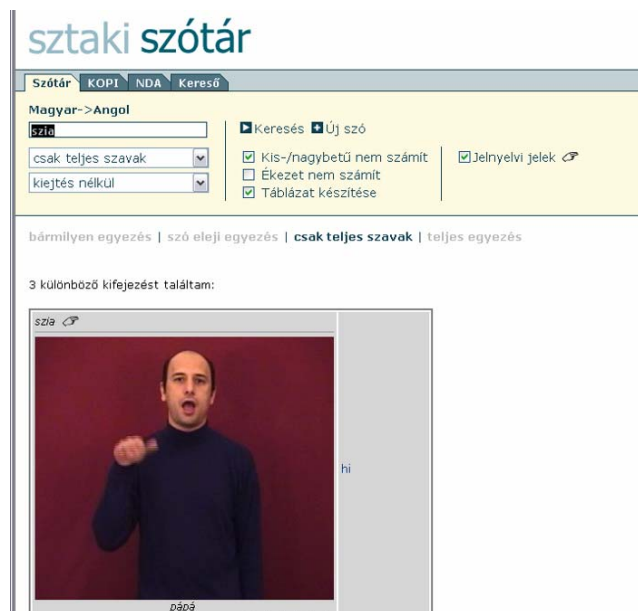 sztaki szótár
Szótár KOPI NDA Kereső
Magyar->Angol
szia
Keresés Új szó
csak teljes szavak
Kis-/nagybetű nem számít
Jelnyelvi jelek
Ékezet nem számít
kiejtés nélkül
Táblázat készítése
bármilyen egyezés | szó eleji egyezés | csak teljes szavak | teljes egyezés
3 különböző kifejezést találtam:
szia
hi
pápá